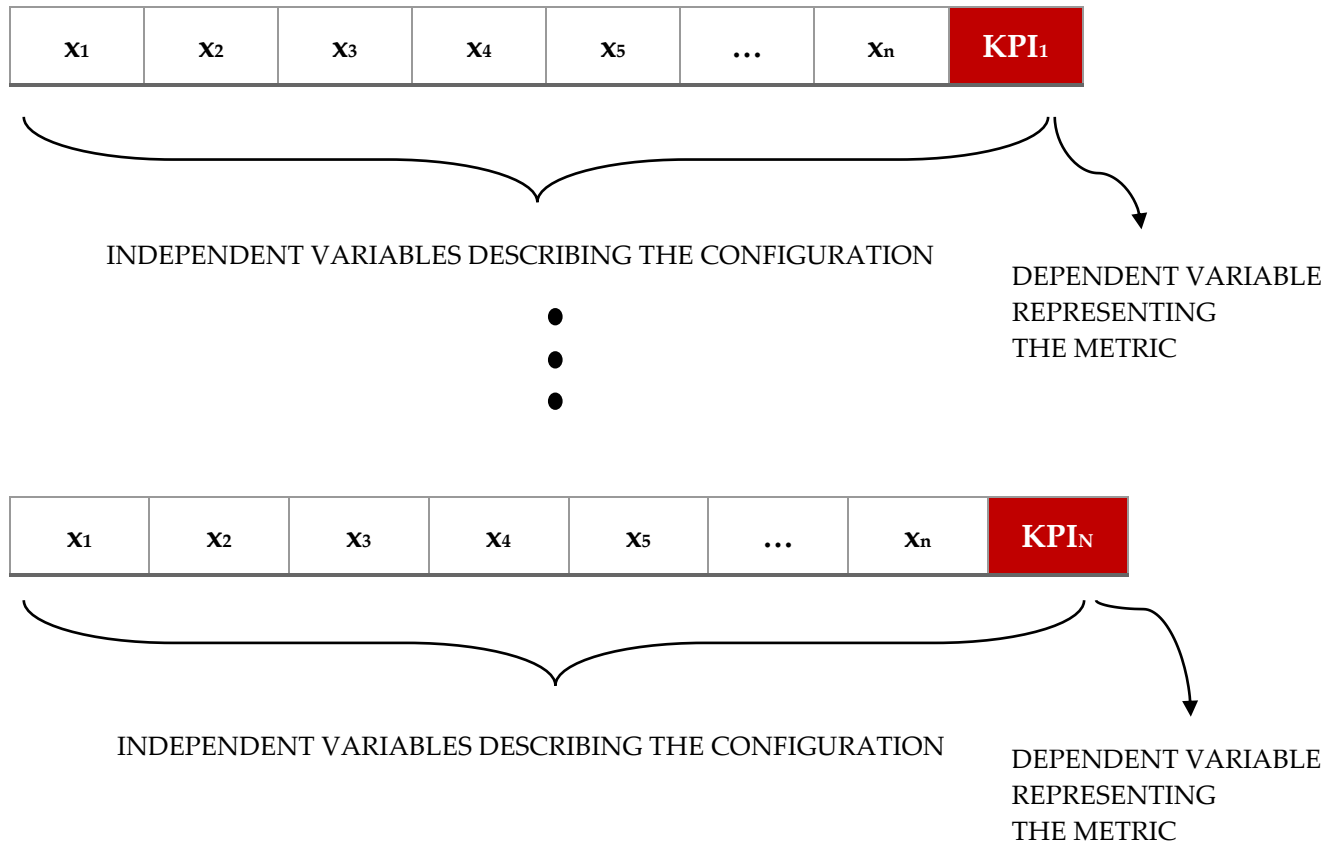 x1 x2 x3 x4 x5 … xn KPI1
INDEPENDENT VARIABLES DESCRIBING THE CONFIGURATION
DEPENDENT VARIABLE
REPRESENTING
THE METRIC
x1 x2 x3 x4 x5 … xn KPIN
INDEPENDENT VARIABLES DESCRIBING THE CONFIGURATION
DEPENDENT VARIABLE
REPRESENTING
THE METRIC